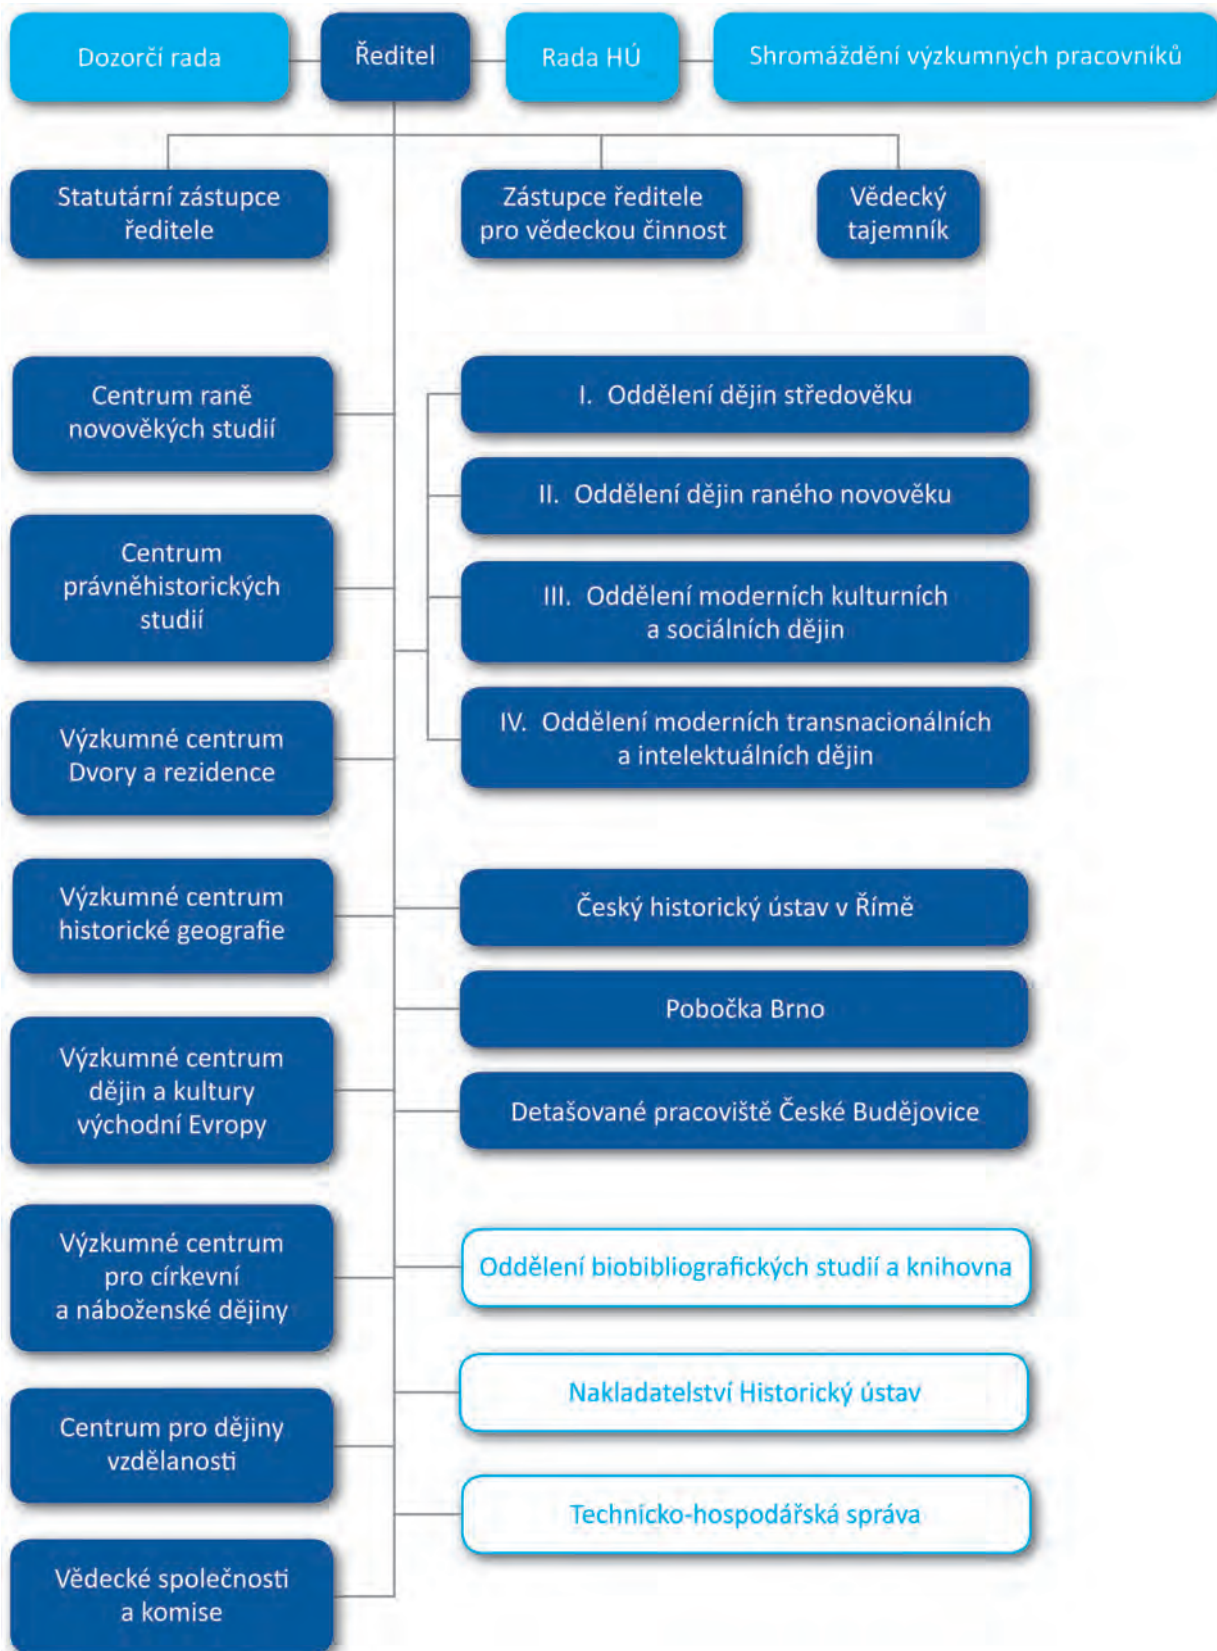 Dozorčí rada
Ředitel
Rada HÚ
Shromáždění výzkumných pracovníků
Statutární zástupce
ředitele
Zástupce ředitele
pro vědeckou činnost
Vědecký
tajemník
Centrum raně
novověkých studií
Centrum
právněhistorických
studií
Výzkumné centrum
Dvory a rezidence
Výzkumné centrum
historické geografie
Výzkumné centrum
dějin a kultury
východní Evropy
Výzkumné centrum
pro církevní
a náboženské dějiny
Centrum pro dějiny
vzdělanosti
Vědecké společnosti
a komise
I. Oddělení dějin středověku
II. Oddělení dějin raného novověku
III. Oddělení moderních kulturních
a sociálních dějin
IV. Oddělení moderních transnacionálních
a intelektuálních dějin
Český historický ústav v Římě
Pobočka Brno
Detašované pracoviště České Budějovice
Oddělení biobibliografických studií a knihovna
Nakladatelství Historický ústav
Technicko-hospodářská správa